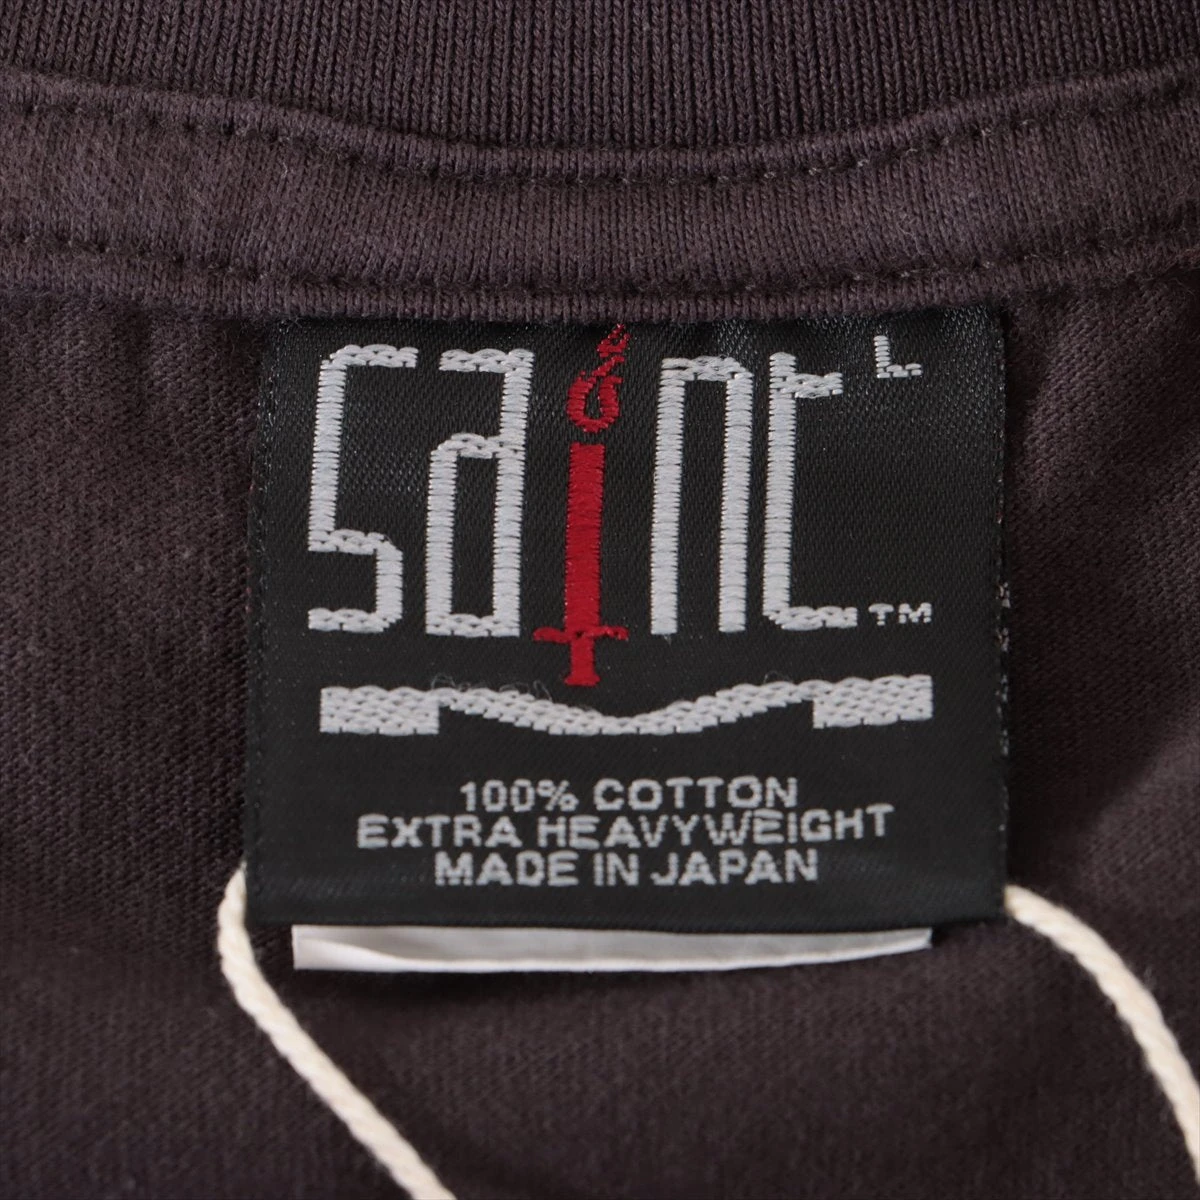 saint L
TM
100% COTTON
EXTRA HEAVYWEIGHT
MADE IN JAPAN